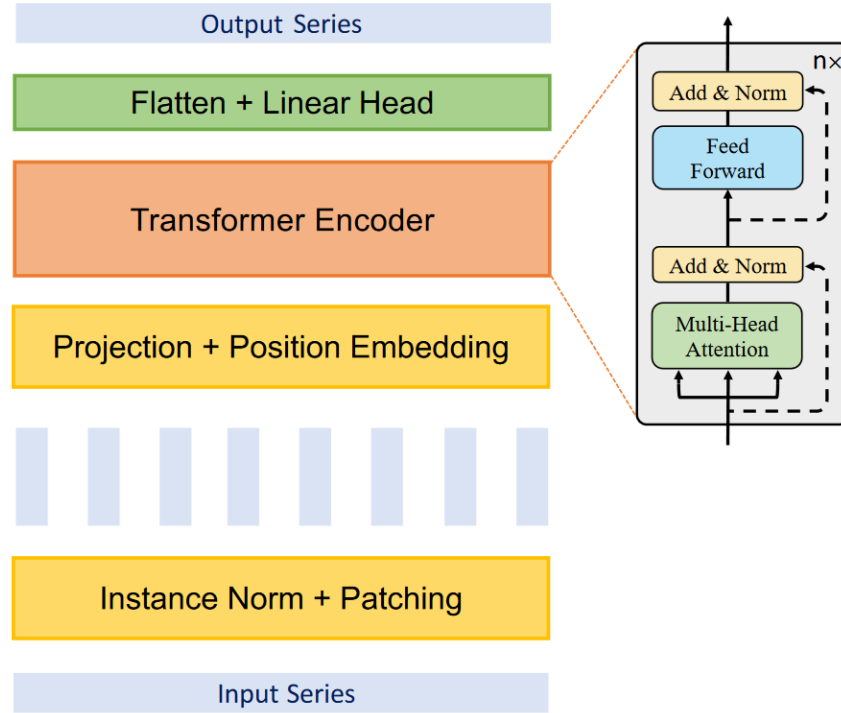 Output Series
Flatten + Linear Head
Transformer Encoder
Projection + Position Embedding
Instance Norm + Patching
Input Series
n×
Add & Norm
Feed
Forward
Add & Norm
Multi-Head
Attention